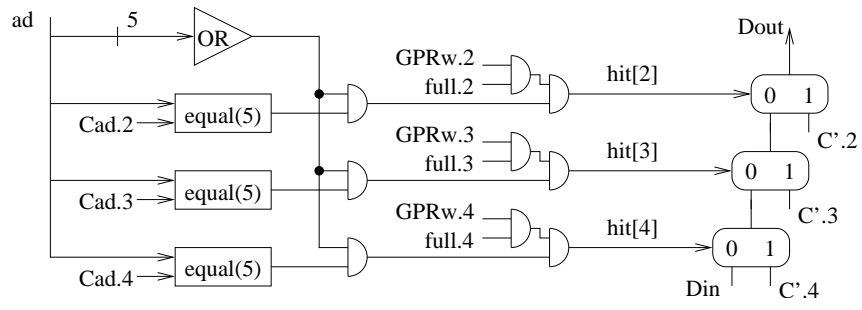 ad
5
OR
Dout
GPRw.2
full.2
hit[2]
0 1
Cad.2
equal(5)
C'.2
GPRw.3
full.3
hit[3]
0 1
Cad.3
equal(5)
C'.3
GPRw.4
full.4
hit[4]
0 1
Cad.4
equal(5)
Din
C'.4